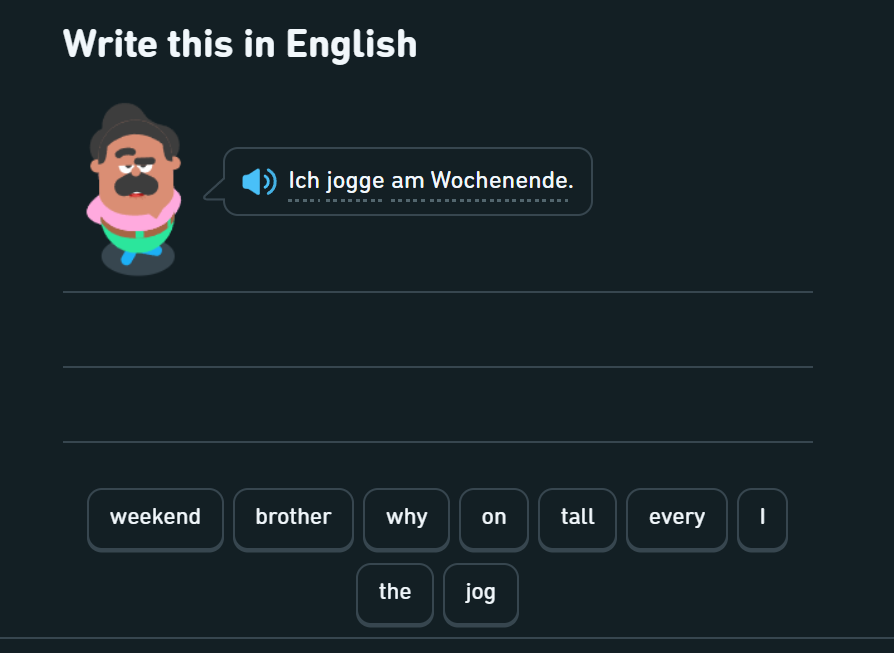 Write this in English
Ich jogge am Wochenende.
weekend brother why on tall every I
the jog